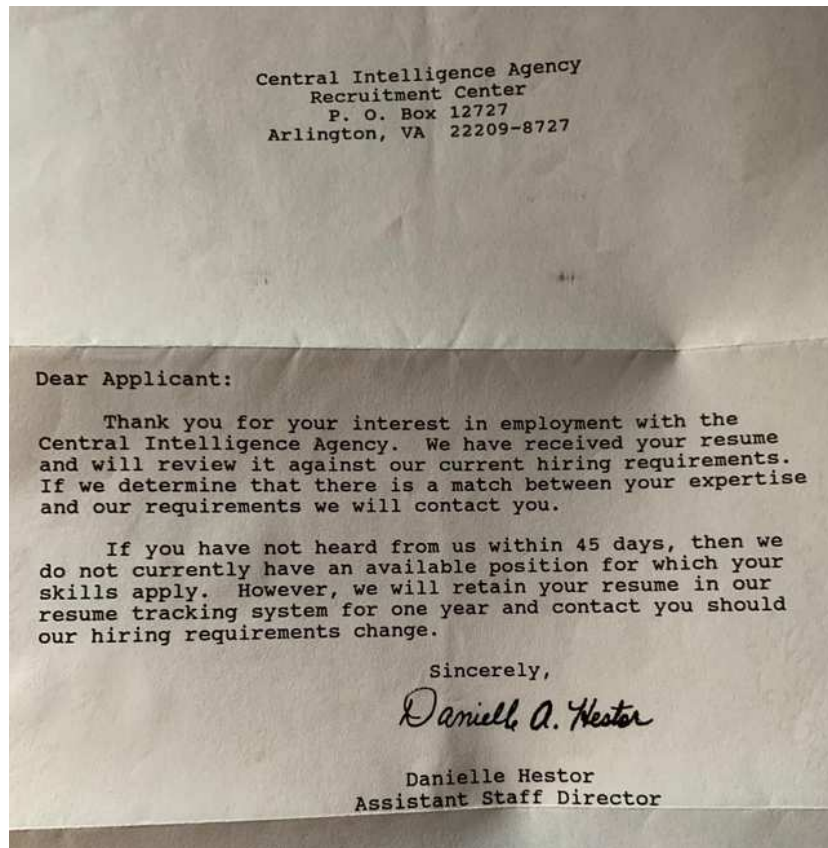 Central Intelligence Agency
Recruitment Center
P. O. Box 12727
Arlington, VA 22209-8727
Dear Applicant:
Thank you for your interest in employment with the
Central Intelligence Agency. We have received your resume
and will review it against our current hiring requirements.
If we determine that there is a match between your expertise
and our requirements we will contact you.
If you have not heard from us within 45 days, then we
do not currently have an available position for which your
skills apply. However, we will retain your resume in our
resume tracking system for one year and contact you should
our hiring requirements change.
Sincerely,
Danielle A. Hestor
Danielle Hestor
Assistant Staff Director